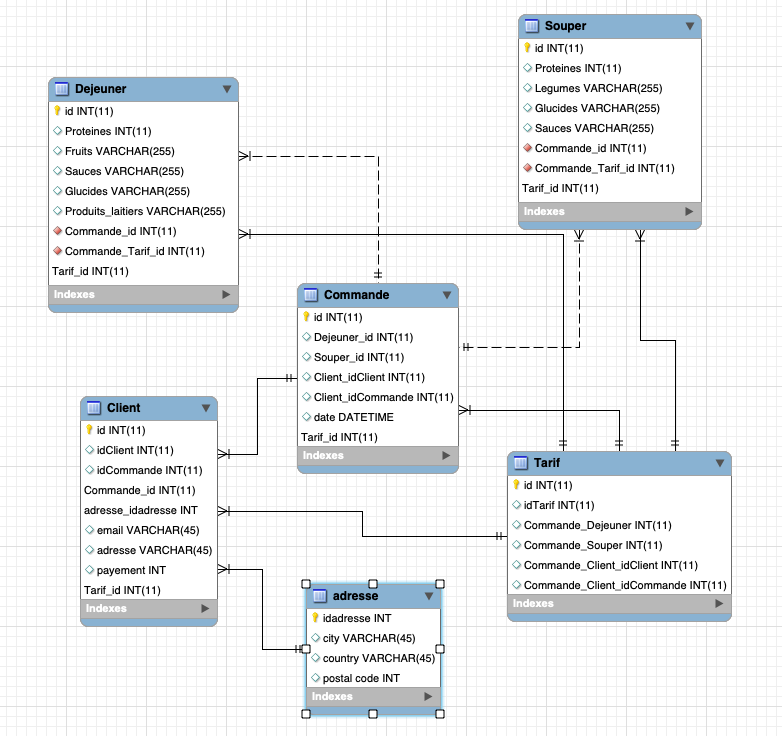 Dejeuner
id INT(11)
Proteines INT(11)
Fruits VARCHAR(255)
Sauces VARCHAR(255)
Glucides VARCHAR(255)
Produits_laitiers VARCHAR(255)
Commande_id INT(11)
Commande_Tarif_id INT(11)
Tarif_id INT(11)
Indexes
Souper
id INT(11)
Proteines INT(11)
Legumes VARCHAR(255)
Glucides VARCHAR(255)
Sauces VARCHAR(255)
Commande_id INT(11)
Commande_Tarif_id INT(11)
Tarif_id INT(11)
Indexes
Commande
id INT(11)
Dejeuner_id INT(11)
Souper_id INT(11)
Client_idClient INT(11)
Client_idCommande INT(11)
date DATETIME
Tarif_id INT(11)
Indexes
Client
id INT(11)
idClient INT(11)
idCommande INT(11)
Commande_id INT(11)
adresse_idadresse INT
email VARCHAR(45)
adresse VARCHAR(45)
payement INT
Tarif_id INT(11)
Indexes
Tarif
id INT(11)
idTarif INT(11)
Commande_Dejeuner INT(11)
Commande_Souper INT(11)
Commande_Client_idClient INT(11)
Commande_Client_idCommande INT(11)
Indexes
adresse
idadresse INT
city VARCHAR(45)
country VARCHAR(45)
postal code INT
Indexes